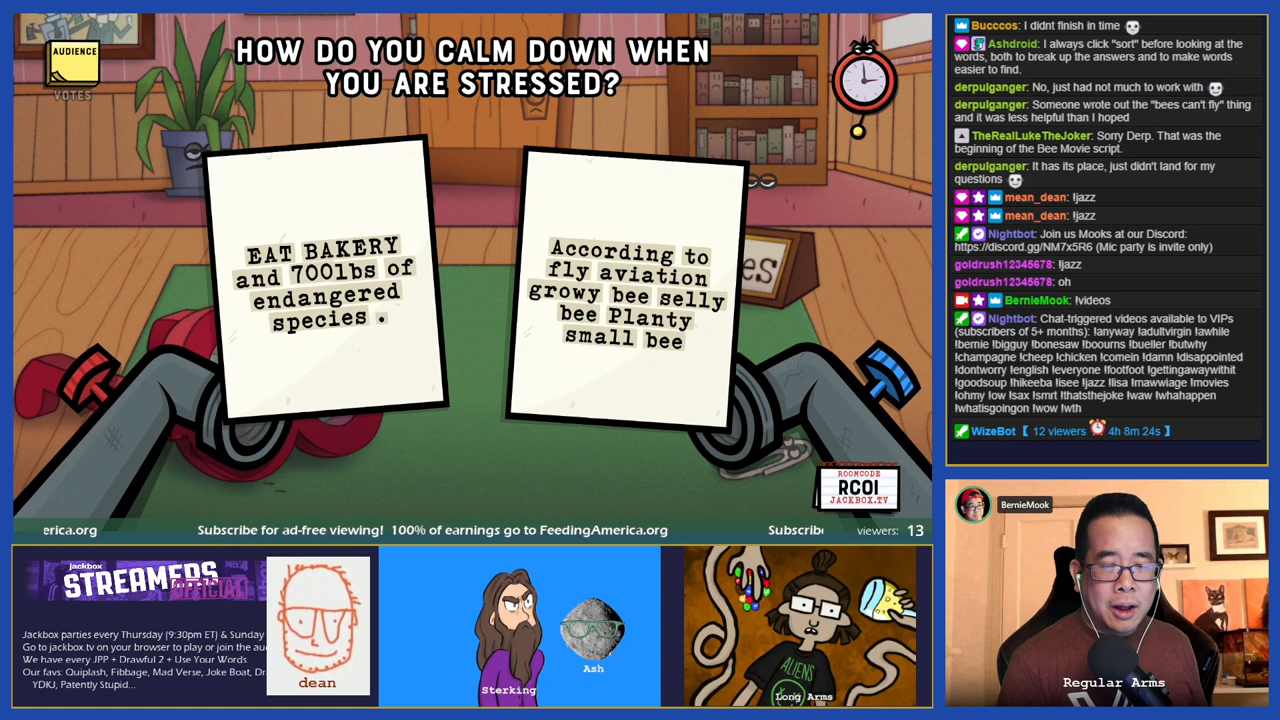 AUDIENCE
VOTES
HOW DO YOU CALM DOWN WHEN
YOU ARE STRESSED?
EAT BAKERY
and 700lbs of
endangered
species .
According to
fly aviation
growy bee selly
bee Planty
small bee
ROOMCODE
RCOI
JACKBOX.TV
erica.org
Subscribe for ad-free viewing! 100% of earnings go to FeedingAmerica.org
Subscrib
viewers: 13
Bucccos: I didnt finish in time
Ashdroid: I always click "sort" before looking at the
words, both to break up the answers and to make words
easier to find.
derpulganger: No, just had not much to work with
derpulganger: Someone wrote out the "bees can't fly" thing
and it was less helpful than I hoped
TheRealLukeTheJoker: Sorry Derp. That was the
beginning of the Bee Movie script.
derpulganger: It has its place, just didn't land for my
questions
mean_dean: !jazz
mean_dean: !jazz
Nightbot: Join us Mooks at our Discord:
https://discord.gg/NM7x5R6 (Mic party is invite only)
goldrush12345678: !jazz
goldrush12345678: oh
BernieMook: !videos
Nightbot: Chat-triggered videos available to VIPs
(subscribers of 5+ months): !anyway !adultvirgin !awhile
!bernie !bigguy !bonesaw !boourns !bueller !butwhy
!champagne !cheep !chicken !comein !damn !disappointed
!dontworry !english !everyone !footfoot !gettingawaywithit
!goodsoup !hikeeba !isee !jazz !lisa !mawwiage !movies
!ohmy !ow !sax !smrt !thatsthejoke !waw !whahappen
!whatisgoingon !wow !wth
WizeBot 【 12 viewers 4h 8m 24s 】
jackbox
STREAMERS
OFFICIAL
Jackbox parties every Thursday (9:30pm ET) & Sunday
Go to jackbox.tv on your browser to play or join the au
We have every JPP + Drawful 2 + Use Your Words.
Our favs: Quiplash, Fibbage, Mad Verse, Joke Boat, Dr
YDKJ, Patently Stupid...
dean
Sterking
Ash
ALIENS
Long Arms
BernieMook
Regular Arms